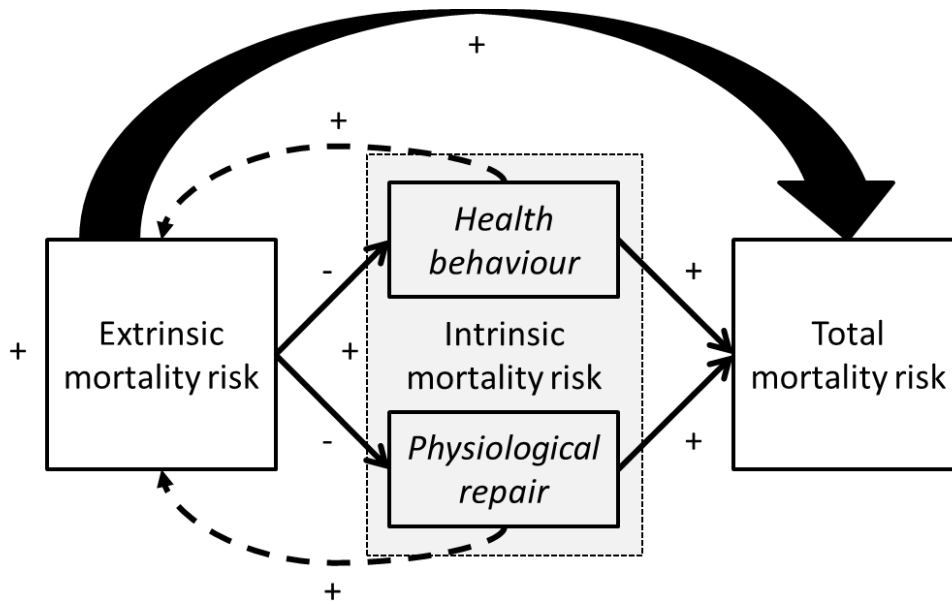 +
+
Health
behaviour
-
+
+
Extrinsic
mortality risk
+
Intrinsic
mortality risk
Total
mortality risk
-
Physiological
repair
+
+